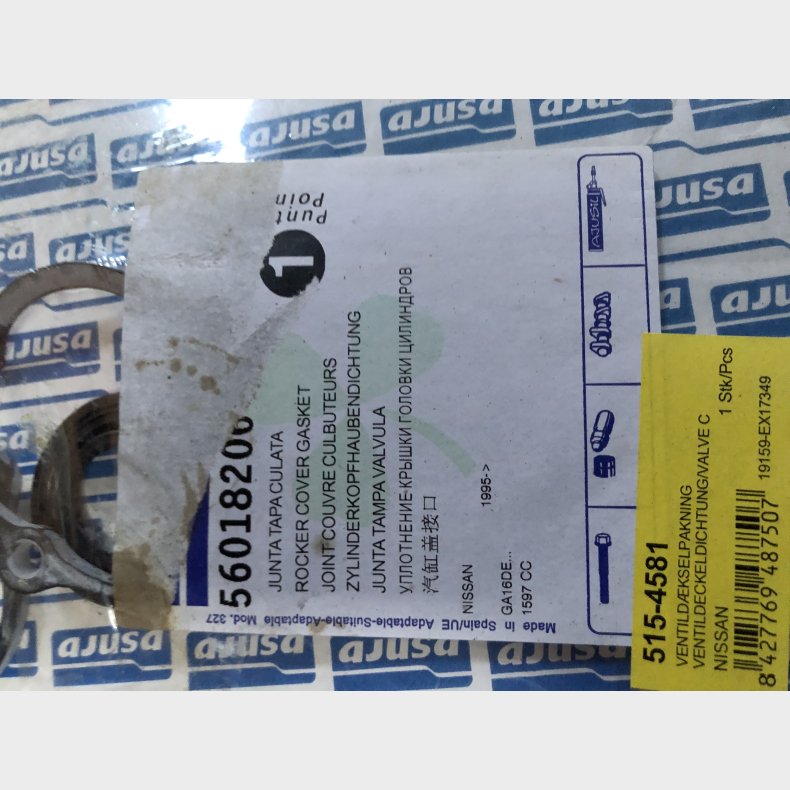 ajusa
Punt
Poin
1
56018200
JUNTA TAPA CULATA
ROCKER COVER GASKET
JOINT COUVRE CULBUTEURS
ZYLINDERKOPFHAUBENDICHTUNG
JUNTA TAMPA VALVULA
УПЛОТНЕНИЕ-КРЫШКИ ГОЛОВКИ ЦИЛИНДРОВ
汽缸盖接口
NISSAN
1995->
GA16DE...
1597 CC
Made in Spain/UE Adaptable-Suitable-Adaptable Mod. 327
AJUSIL
515-4581
VENTILDÆKSELPAKNING
VENTILDECKELDICHTUNG/VALVE C
NISSAN
1 Stk/Pcs
8 427769 487507
19159-EX17349